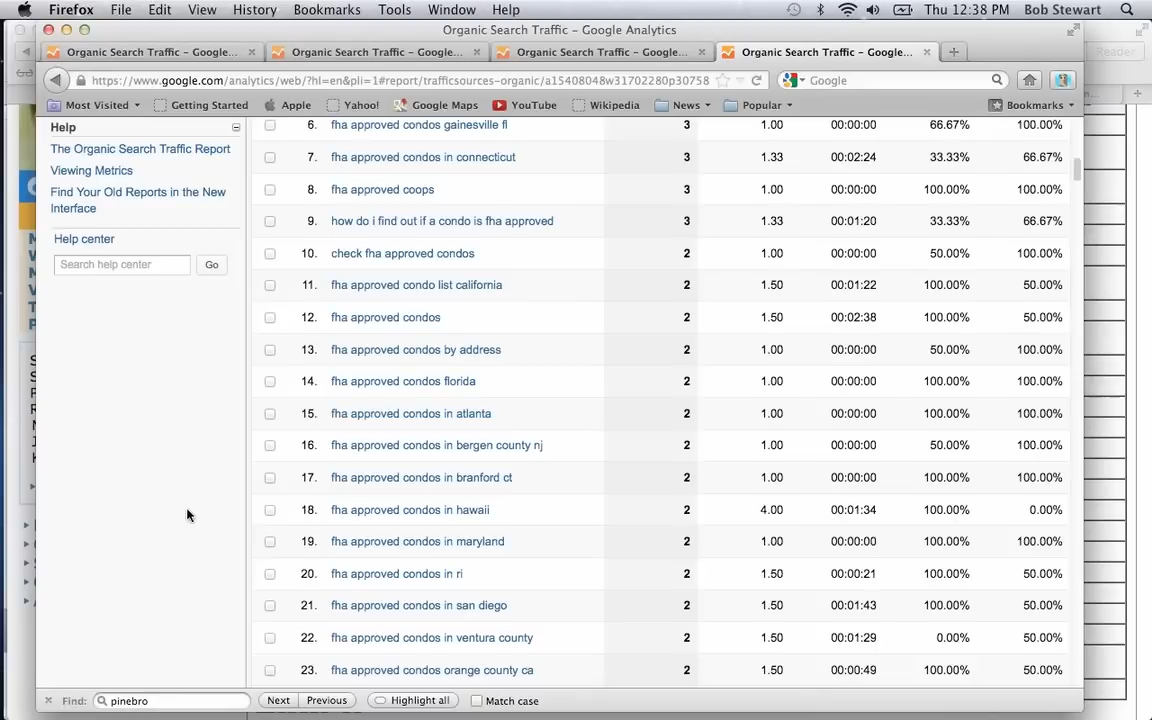 Firefox File Edit View History Bookmarks Tools Window Help Thu 12:38 PM Bob Stewart
Organic Search Traffic – Google Analytics
Organic Search Traffic – Google... Organic Search Traffic – Google... Organic Search Traffic – Google... Organic Search Traffic – Google...
https://www.google.com/analytics/web/?hl=en&pli=1#report/trafficsources-organic/a15408048w31702280p30758 Google
Reader
Most Visited Getting Started Apple Yahoo! Google Maps YouTube Wikipedia News Popular Bookmarks
Help
The Organic Search Traffic Report
Viewing Metrics
Find Your Old Reports in the New
Interface
Help center
Search help center Go
6. fha approved condos gainesville fl 3 1.00 00:00:00 66.67% 100.00%
7. fha approved condos in connecticut 3 1.33 00:02:24 33.33% 66.67%
8. fha approved coops 3 1.00 00:00:00 100.00% 100.00%
9. how do i find out if a condo is fha approved 3 1.33 00:01:20 33.33% 66.67%
10. check fha approved condos 2 1.00 00:00:00 50.00% 100.00%
11. fha approved condo list california 2 1.50 00:01:22 100.00% 50.00%
12. fha approved condos 2 1.50 00:02:38 100.00% 50.00%
13. fha approved condos by address 2 1.00 00:00:00 50.00% 100.00%
14. fha approved condos florida 2 1.00 00:00:00 100.00% 100.00%
15. fha approved condos in atlanta 2 1.00 00:00:00 100.00% 100.00%
16. fha approved condos in bergen county nj 2 1.00 00:00:00 50.00% 100.00%
17. fha approved condos in branford ct 2 1.00 00:00:00 100.00% 100.00%
18. fha approved condos in hawaii 2 4.00 00:01:34 100.00% 0.00%
19. fha approved condos in maryland 2 1.00 00:00:00 100.00% 100.00%
20. fha approved condos in ri 2 1.50 00:00:21 100.00% 50.00%
21. fha approved condos in san diego 2 1.50 00:01:43 100.00% 50.00%
22. fha approved condos in ventura county 2 1.50 00:01:29 0.00% 50.00%
23. fha approved condos orange county ca 2 1.50 00:00:49 100.00% 50.00%
Find: pinebro Next Previous Highlight all Match case